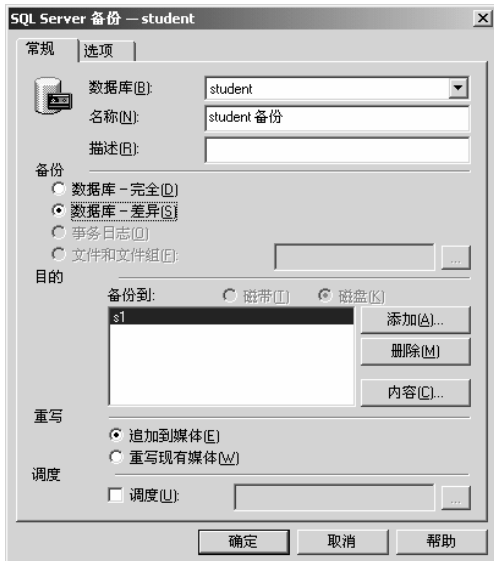 SQL Server 备份 — student
常规
选项
数据库(B):
student
名称(N):
student 备份
描述(R):
备份
数据库 - 完全(D)
数据库 - 差异(S)
事务日志(O)
文件和文件组(F):
...
目的
备份到:
磁带(T)
磁盘(K)
s1
添加(A)...
删除(M)
内容(C)...
重写
追加到媒体(E)
重写现有媒体(W)
调度
调度(U):
...
确定
取消
帮助